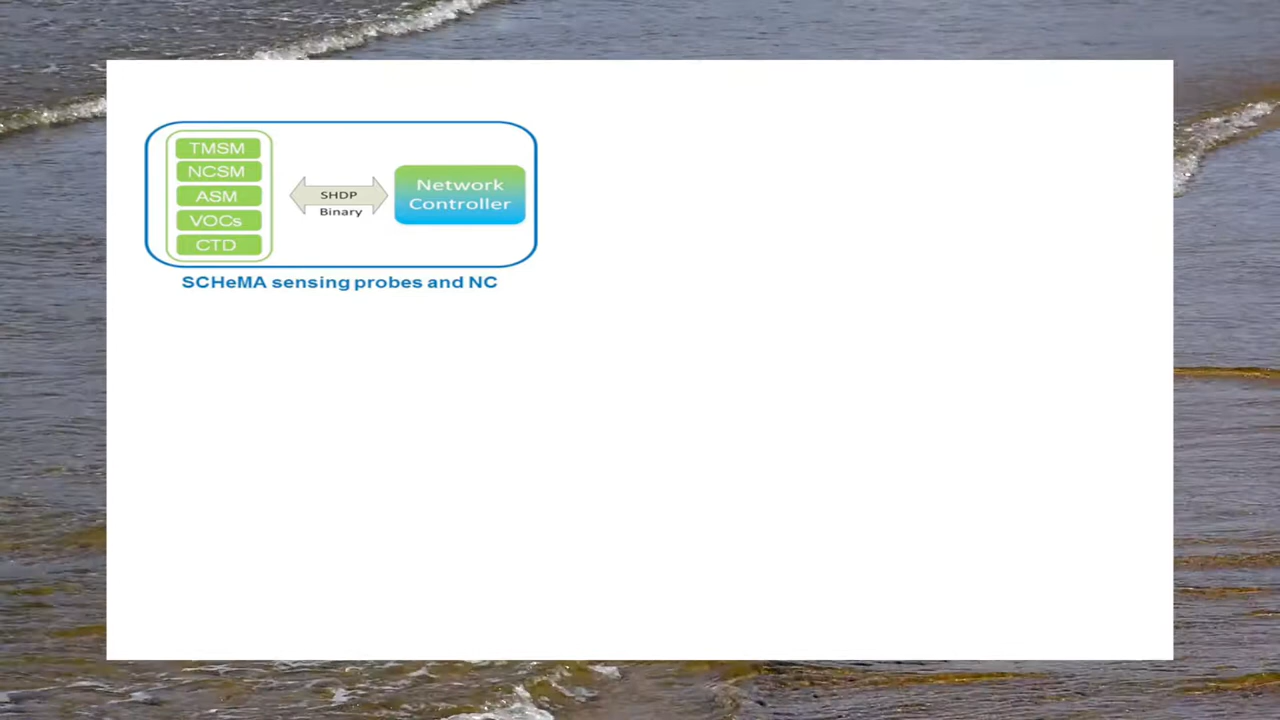 TMSM
NCSM
ASM
VOCs
CTD
SHDP
Binary
Network
Controller
SCHeMA sensing probes and NC